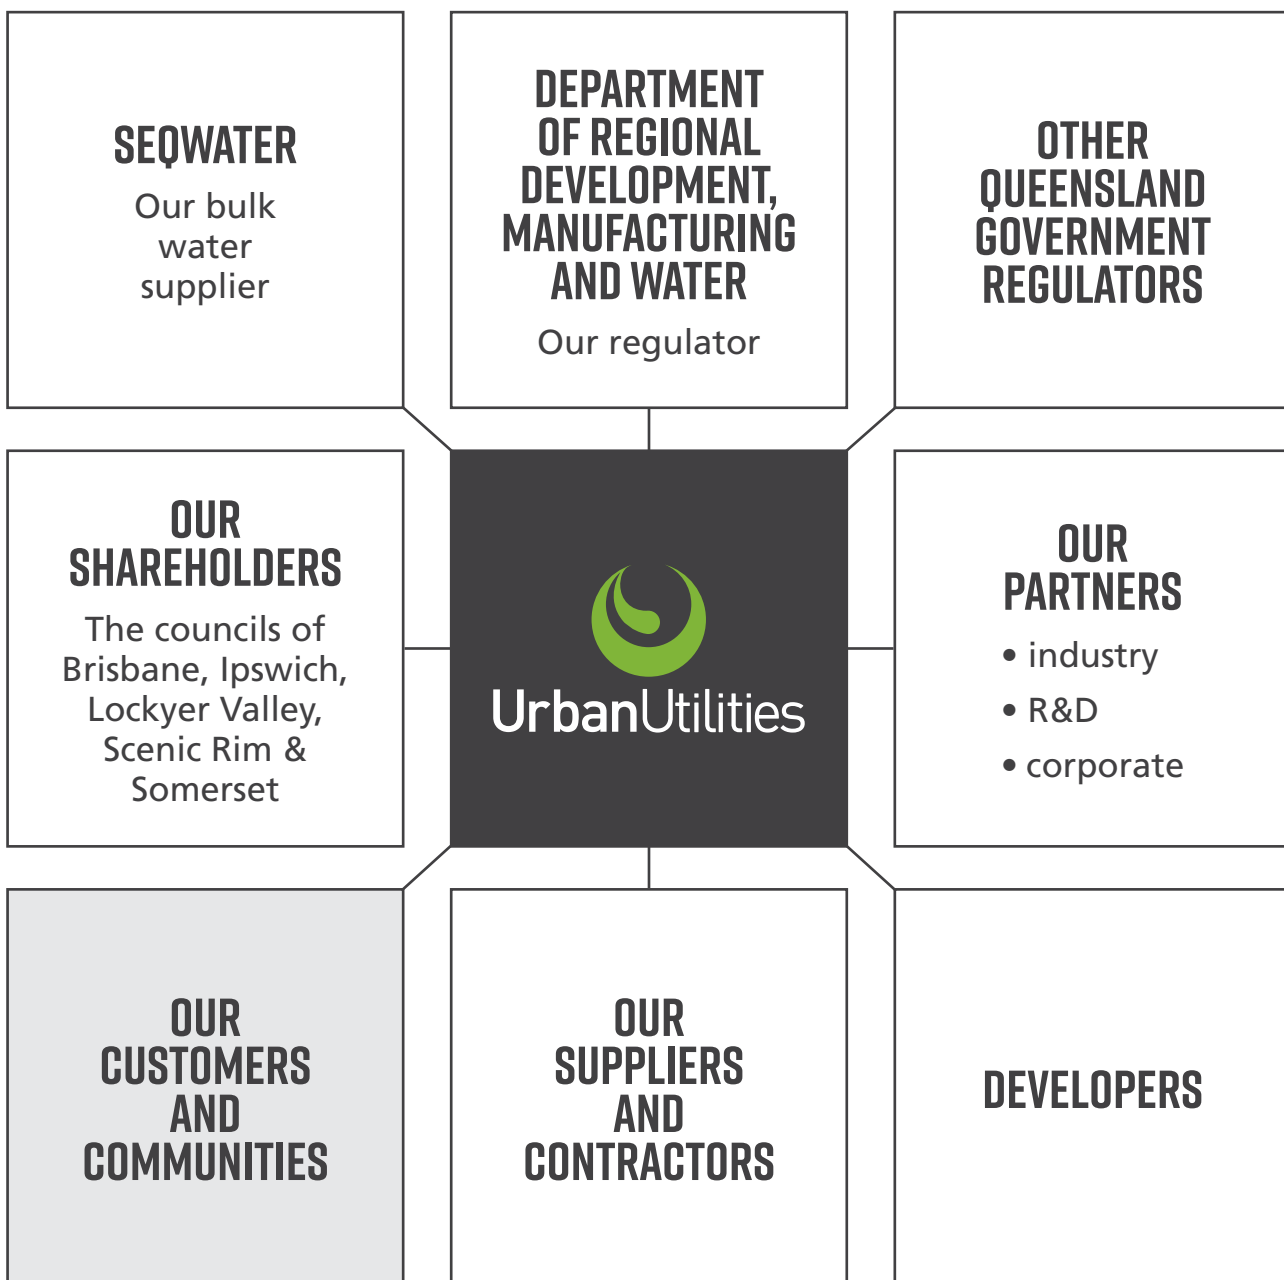 SEQWATER
Our bulk
water
supplier
DEPARTMENT
OF REGIONAL
DEVELOPMENT,
MANUFACTURING
AND WATER
Our regulator
OTHER
QUEENSLAND
GOVERNMENT
REGULATORS
OUR
SHAREHOLDERS
The councils of
Brisbane, Ipswich,
Lockyer Valley,
Scenic Rim &
Somerset
UrbanUtilities
OUR
PARTNERS
• industry
• R&D
• corporate
OUR
CUSTOMERS
AND
COMMUNITIES
OUR
SUPPLIERS
AND
CONTRACTORS
DEVELOPERS